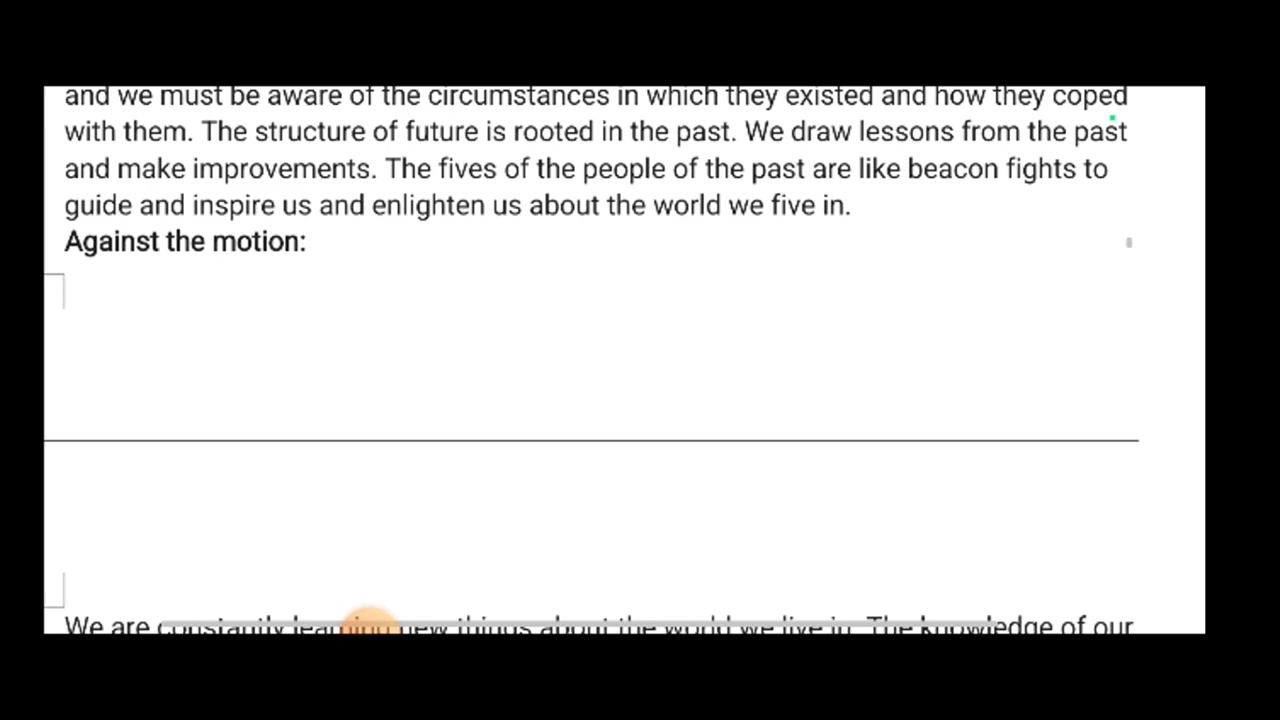 and we must be aware of the circumstances in which they existed and how they coped
with them. The structure of future is rooted in the past. We draw lessons from the past
and make improvements. The fives of the people of the past are like beacon fights to
guide and inspire us and enlighten us about the world we five in.
Against the motion:
We are constantly learning new things about the world we live in. The knowledge of our